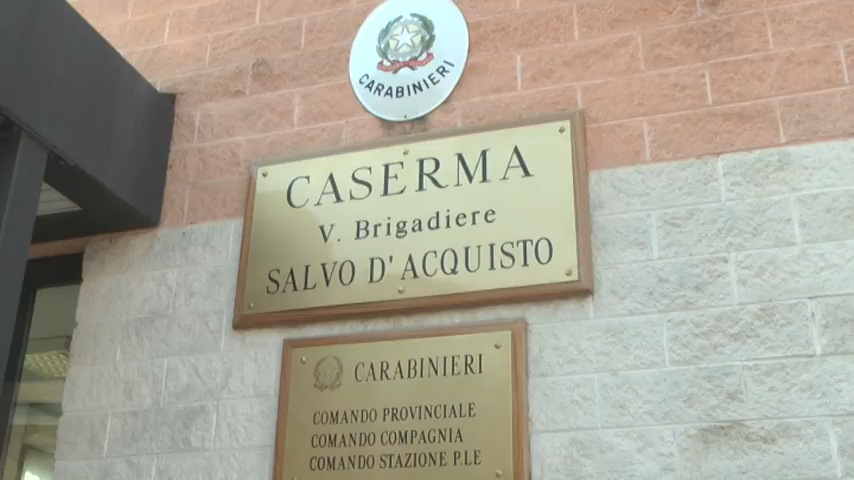 CARABINIERI
CASERMA
V. Brigadiere
SALVO D'ACQUISTO
CARABINIERI
COMANDO PROVINCIALE
COMANDO COMPAGNIA
COMANDO STAZIONE P.LE